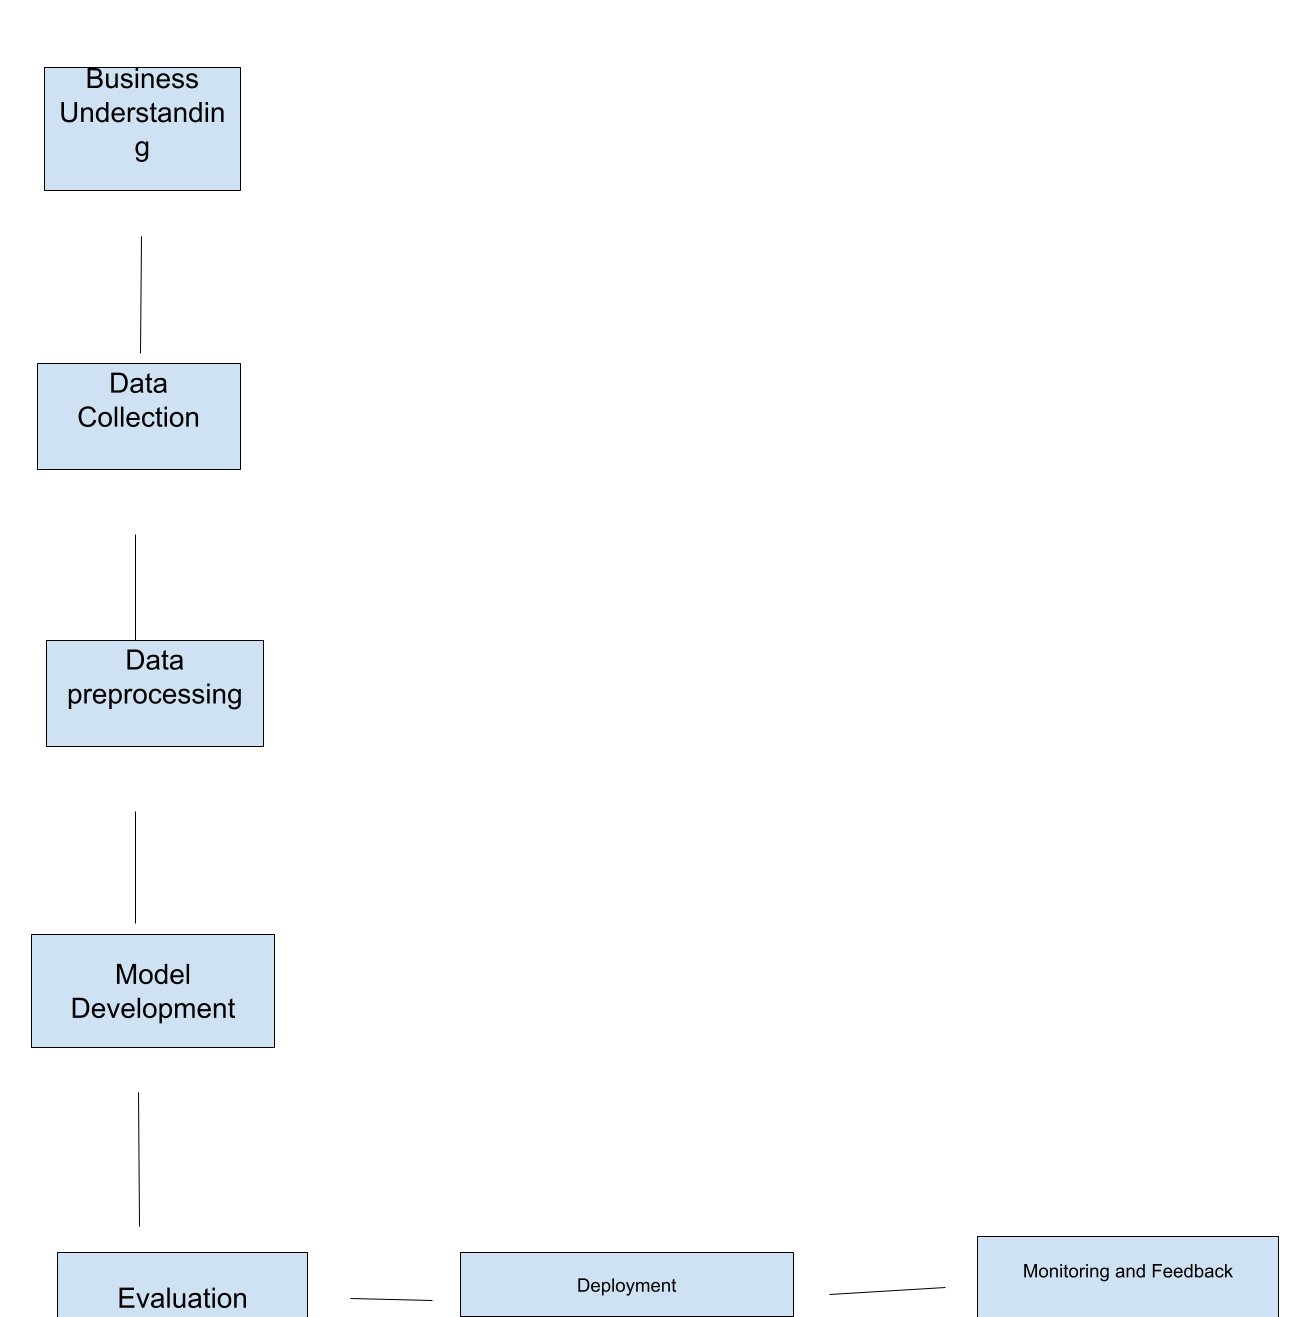 Business
Understandin
g
Data
Collection
Data
preprocessing
Model
Development
Evaluation
Deployment
Monitoring and Feedback